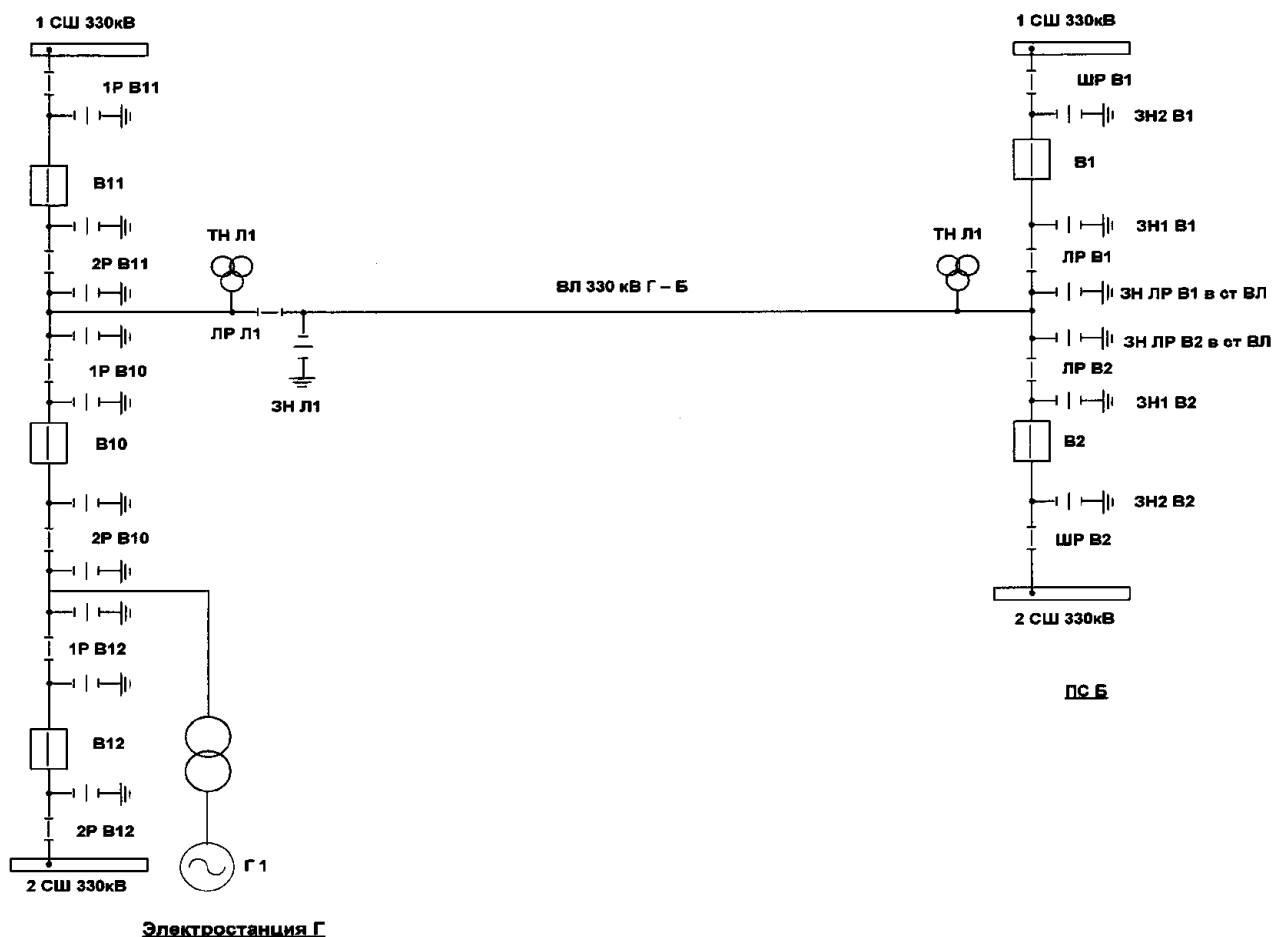 1 СШ 330кВ
1Р В11
В11
2Р В11
ТН Л1
ЛР Л1
ЗН Л1
1Р В10
В10
2Р В10
1Р В12
В12
2Р В12
2 СШ 330кВ
Г 1
Электростанция Г
ВЛ 330 кВ Г – Б
1 СШ 330кВ
ШР В1
ЗН2 В1
В1
ЗН1 В1
ЛР В1
ТН Л1
ЗН ЛР В1 в ст ВЛ
ЗН ЛР В2 в ст ВЛ
ЛР В2
ЗН1 В2
В2
ЗН2 В2
ШР В2
2 СШ 330кВ
ПС Б